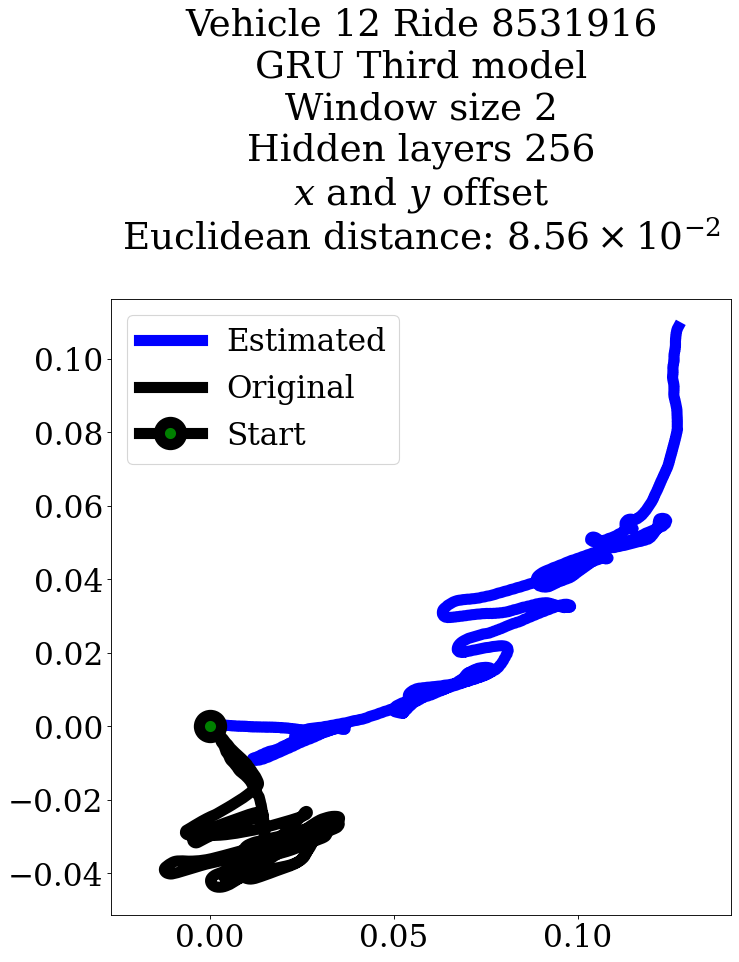 Vehicle 12 Ride 8531916
GRU Third model
Window size 2
Hidden layers 256
x and y offset
Euclidean distance: 8.56 × 10⁻²
Estimated
Original
Start
0.10
0.08
0.06
0.04
0.02
0.00
−0.02
−0.04
0.00 0.05 0.10